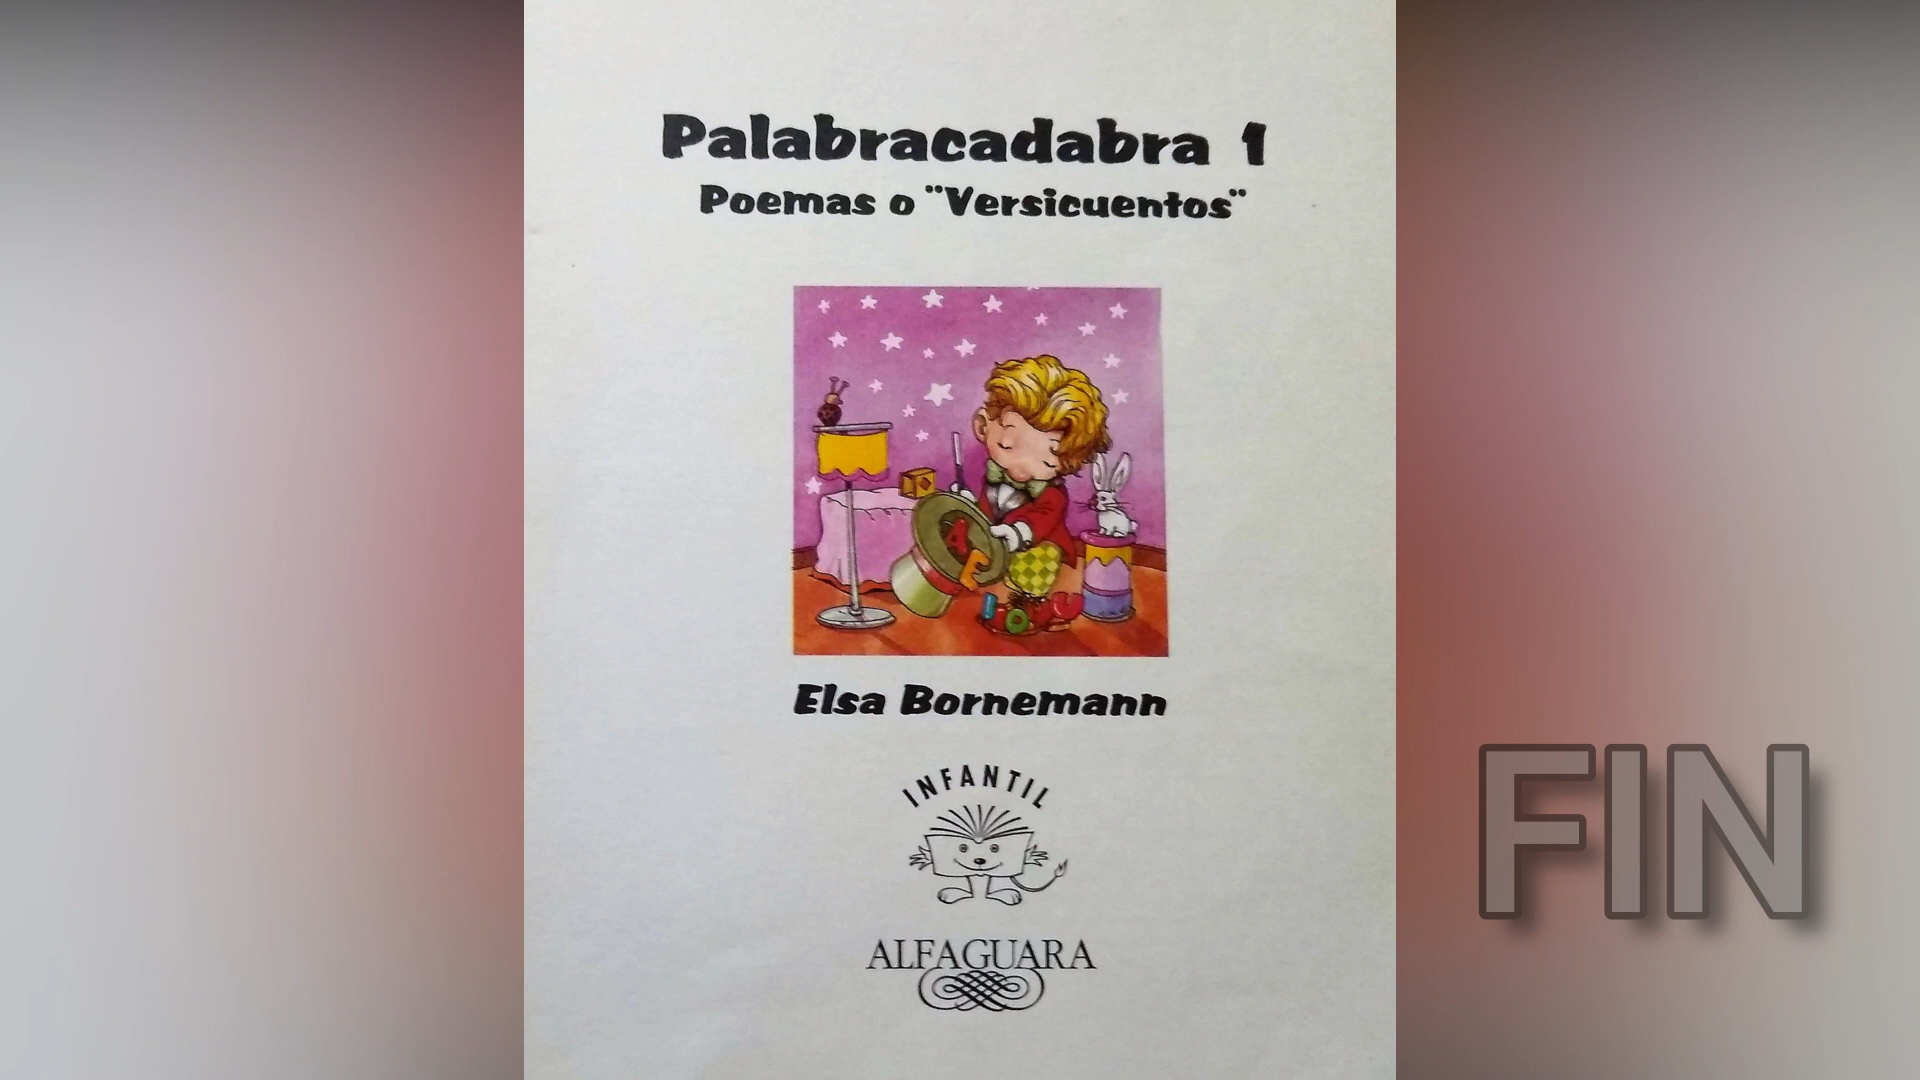 Palabracadabra 1
Poemas o "Versicuentos"
A
E
I
O
U
Elsa Bornemann
INFANTIL
ALFAGUARA
FIN